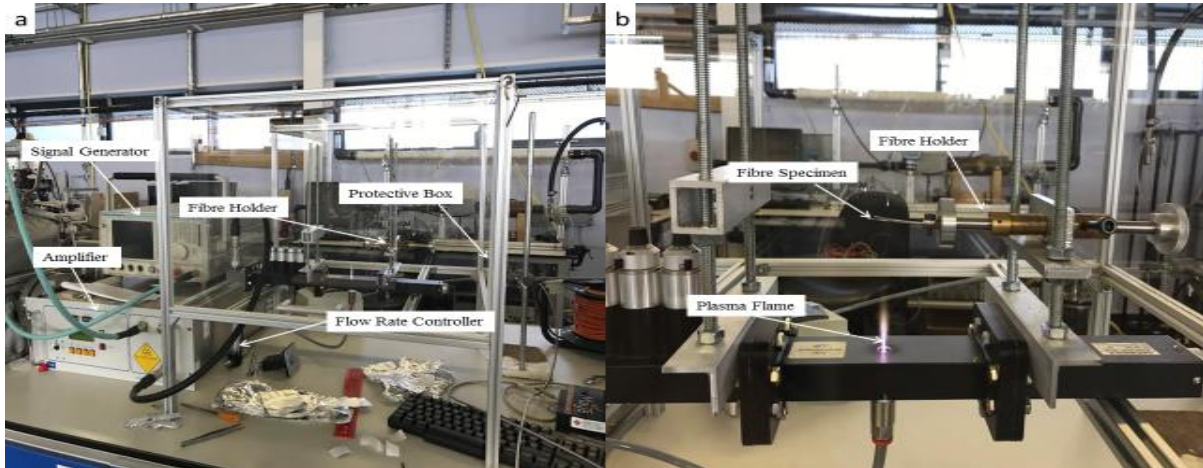 a
Signal Generator
Fibre Holder
Protective Box
Amplifier
Flow Rate Controller
b
Fibre Holder
Fibre Specimen
Plasma Flame